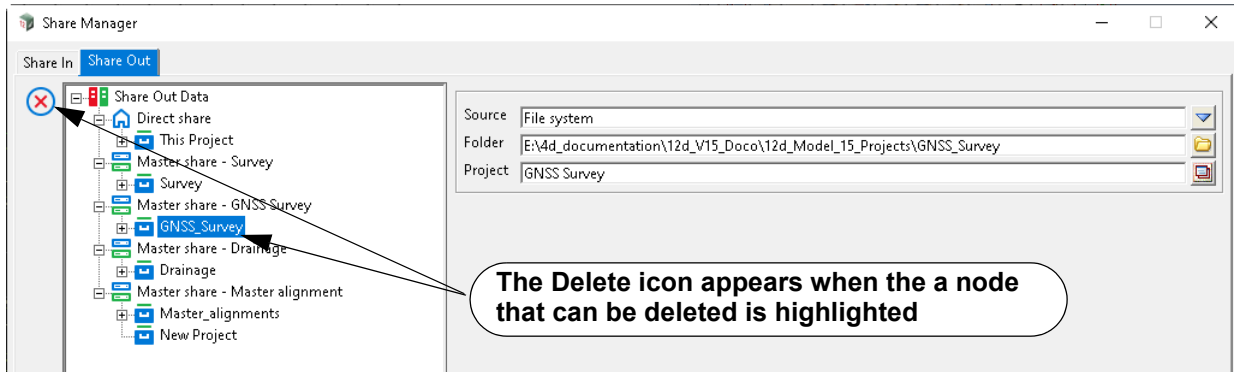 Share Manager
Share In Share Out
Share Out Data
Direct share
This Project
Master share - Survey
Survey
Master share - GNSS Survey
GNSS_Survey
Master share - Drainage
Drainage
Master share - Master alignment
Master_alignments
New Project
Source File system
Folder E:\4d_documentation\12d_V15_Doco\12d_Model_15_Projects\GNSS_Survey
Project GNSS Survey
The Delete icon appears when the a node
that can be deleted is highlighted